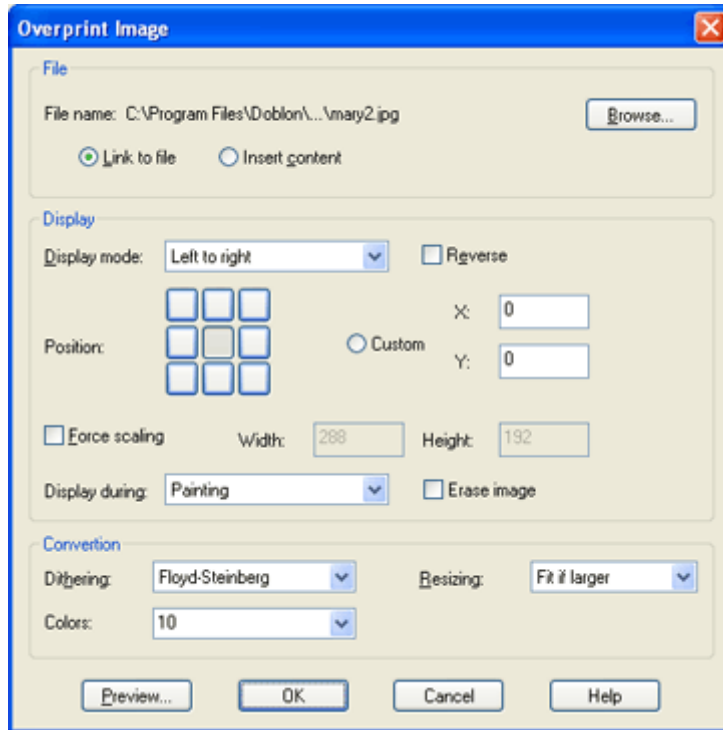 Overprint Image
File
File name: C:\Program Files\Doblon\...\mary2.jpg
Browse...
Link to file
Insert content
Display
Display mode: Left to right
Reverse
Position:
Custom
X: 0
Y: 0
Force scaling
Width: 288
Height: 192
Display during: Painting
Erase image
Convertion
Dithering: Floyd-Steinberg
Resizing: Fit if larger
Colors: 10
Preview...
OK
Cancel
Help